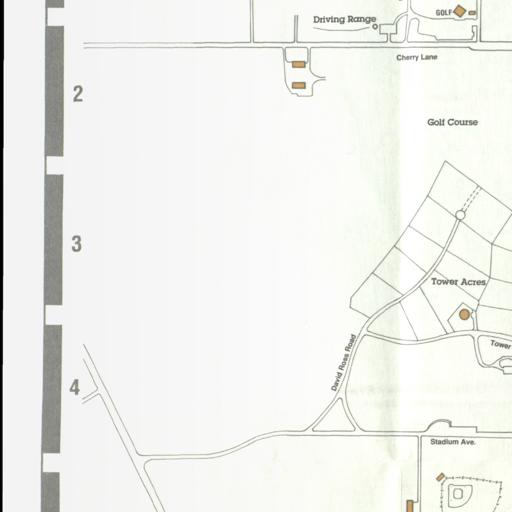 GOLF
Driving Range
Cherry Lane
2
Golf Course
3
Tower Acres
Tower
David Ross Road
4
Stadium Ave.